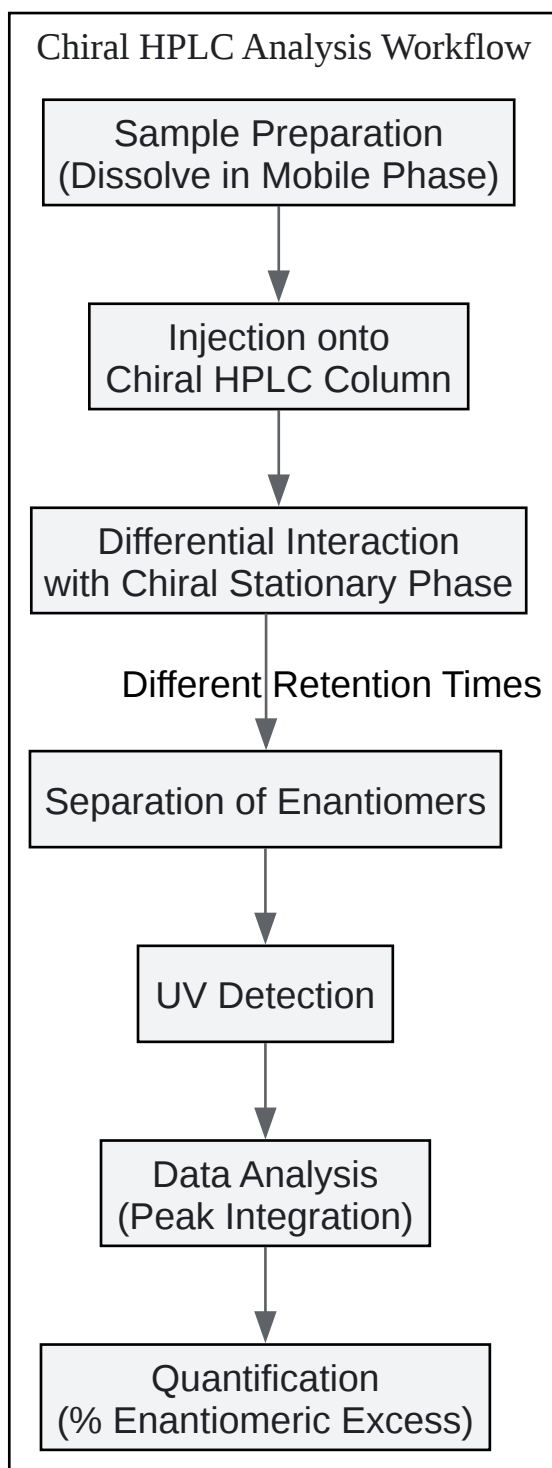 Chiral HPLC Analysis Workflow
Sample Preparation
(Dissolve in Mobile Phase)
Injection onto
Chiral HPLC Column
Differential Interaction
with Chiral Stationary Phase
Different Retention Times
Separation of Enantiomers
UV Detection
Data Analysis
(Peak Integration)
Quantification
(% Enantiomeric Excess)